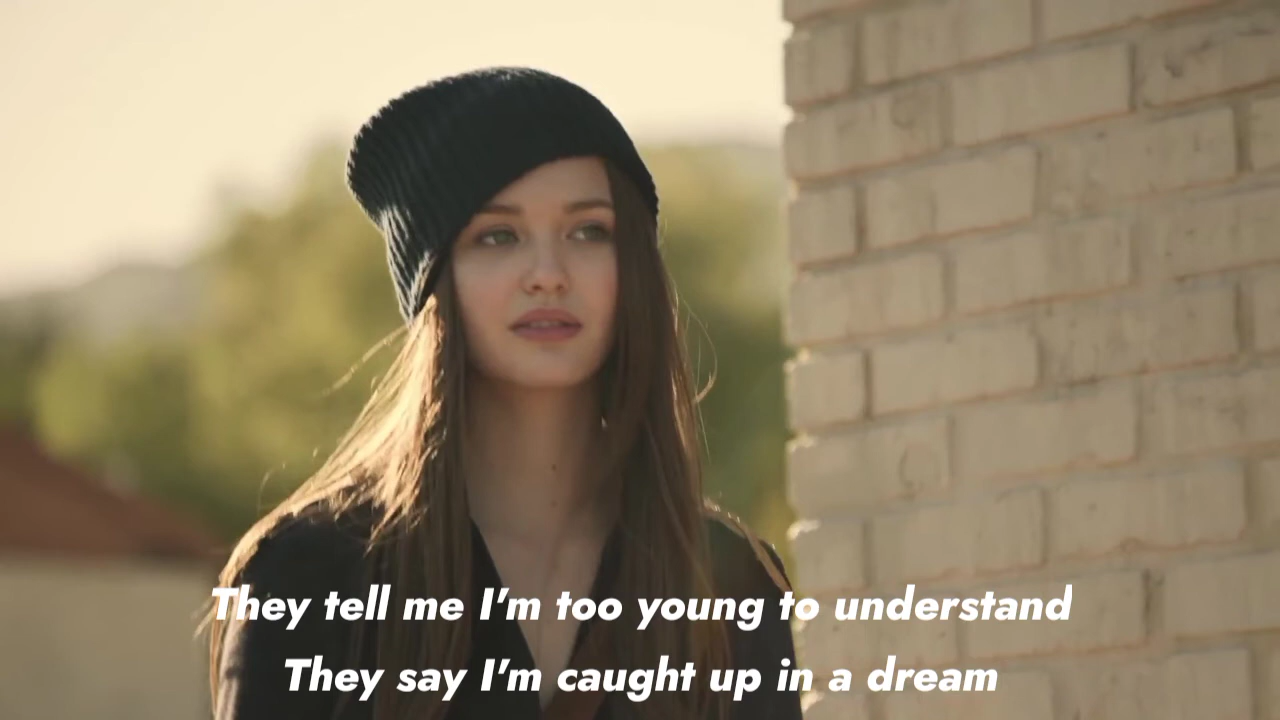 They tell me I'm too young to understand
They say I'm caught up in a dream